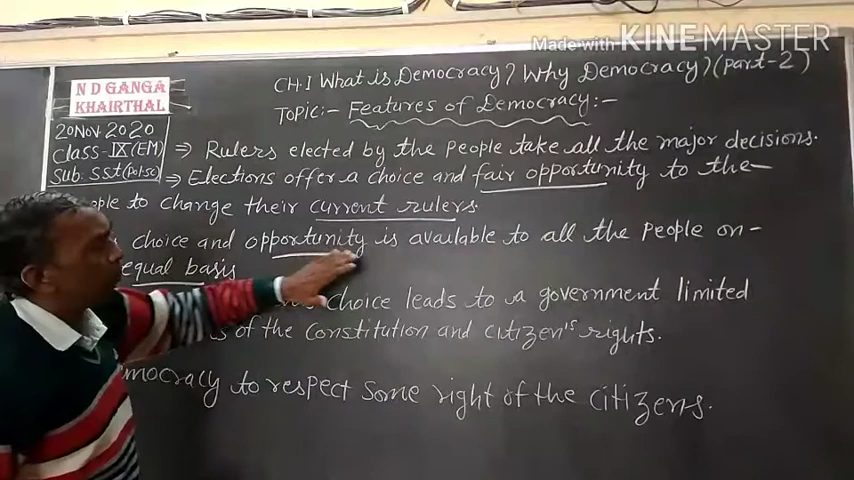 Made with KINEMASTER
CH.1 What is Democracy? Why Democracy? (part-2)
N D GANGA
KHAIRTHAL
TOPIC:- Features of Democracy:-
20 Nov. 2020
Class-IX(EM)
Sub. SSt(Pol.Sc)
⇒ Rulers elected by the People take all the major decisions.
⇒ Elections offer a choice and fair opportunity to the-
to change their current rulers.
choice and opportunity is available to all the People on-
equal basis
choice leads to a government limited
of the Constitution and citizen's rights.
to respect Some right of the citizens.